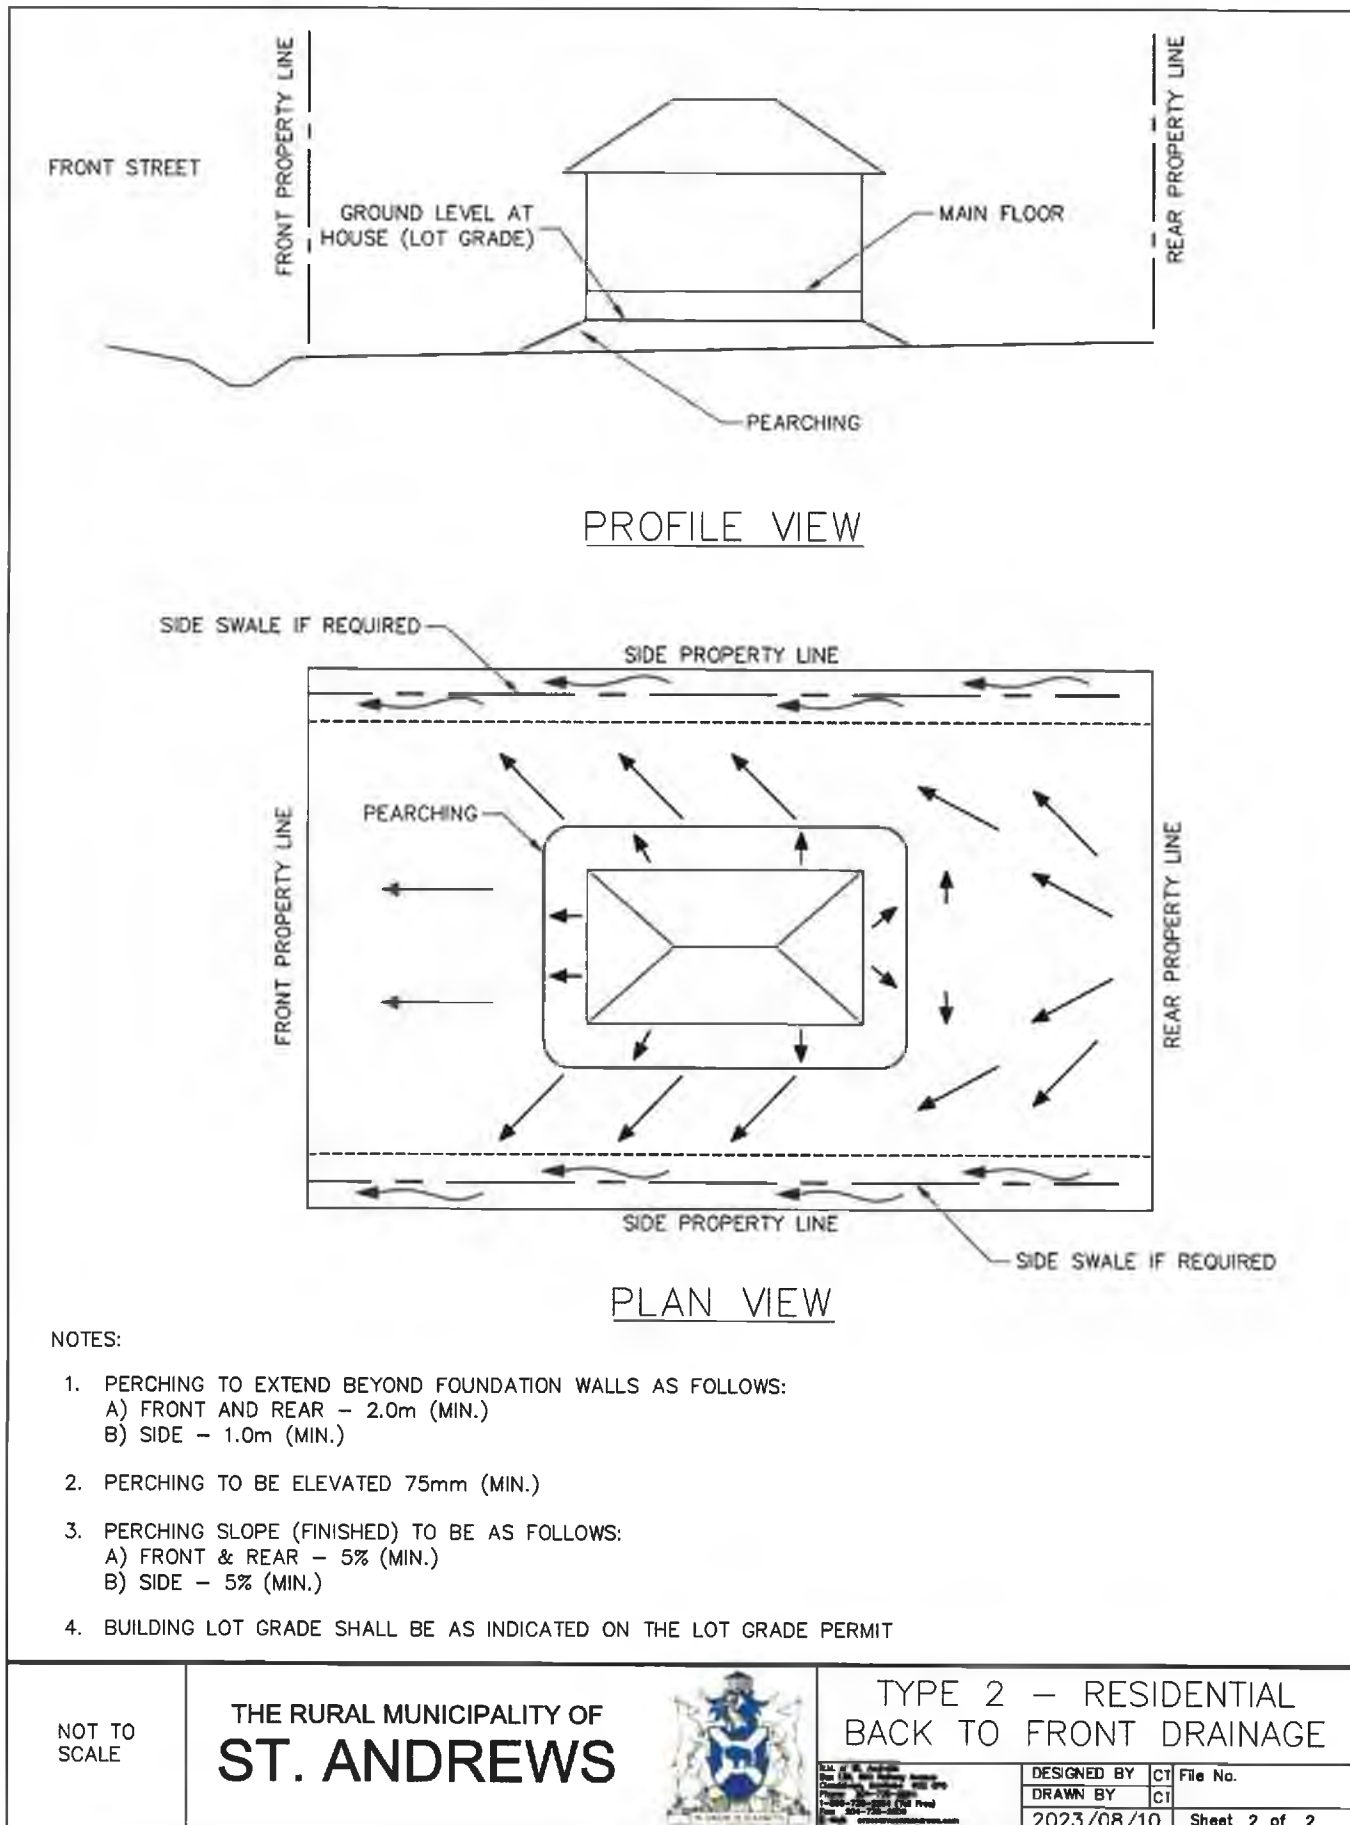 FRONT STREET
FRONT PROPERTY LINE
REAR PROPERTY LINE
GROUND LEVEL AT
HOUSE (LOT GRADE)
MAIN FLOOR
PEARCHING
PROFILE VIEW
SIDE SWALE IF REQUIRED
SIDE PROPERTY LINE
PEARCHING
FRONT PROPERTY LINE
REAR PROPERTY LINE
SIDE PROPERTY LINE
SIDE SWALE IF REQUIRED
PLAN VIEW
NOTES:
1. PERCHING TO EXTEND BEYOND FOUNDATION WALLS AS FOLLOWS:
A) FRONT AND REAR – 2.0m (MIN.)
B) SIDE – 1.0m (MIN.)
2. PERCHING TO BE ELEVATED 75mm (MIN.)
3. PERCHING SLOPE (FINISHED) TO BE AS FOLLOWS:
A) FRONT & REAR – 5% (MIN.)
B) SIDE – 5% (MIN.)
4. BUILDING LOT GRADE SHALL BE AS INDICATED ON THE LOT GRADE PERMIT
NOT TO
SCALE
THE RURAL MUNICIPALITY OF
ST. ANDREWS
TYPE 2 – RESIDENTIAL
BACK TO FRONT DRAINAGE
DESIGNED BY CT File No.
DRAWN BY CT
2023/08/10 Sheet 2 of 2